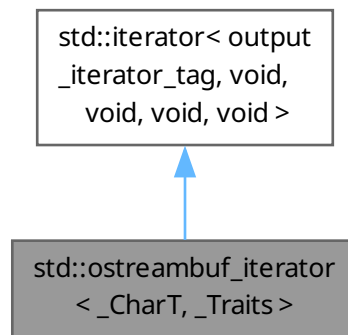 std::iterator< output
_iterator_tag, void,
void, void, void >
std::ostreambuf_iterator
< _CharT, _Traits >